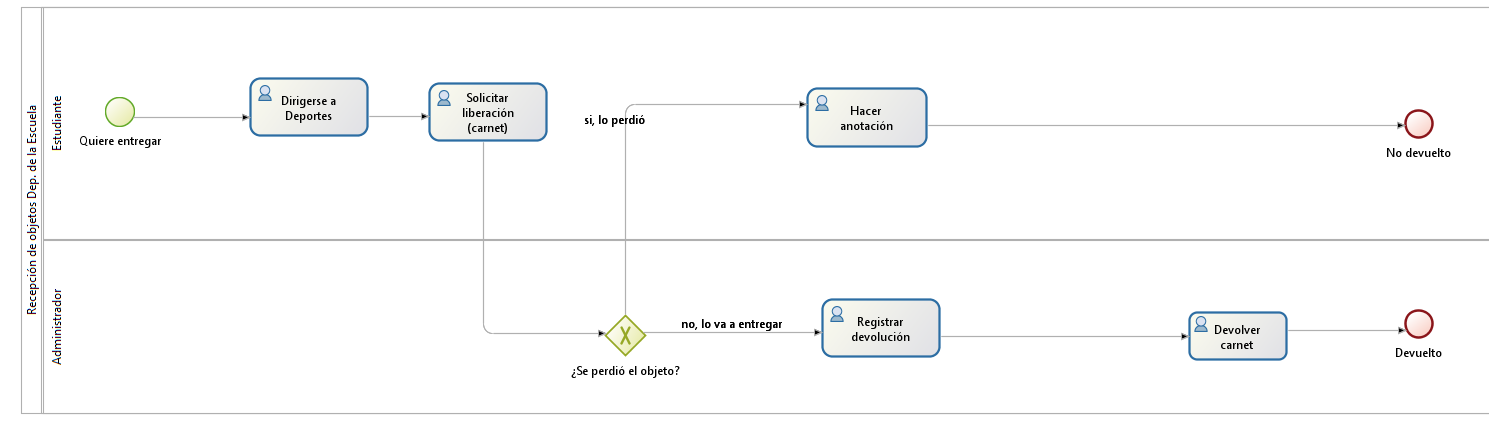 Recepción de objetos Dep. de la Escuela
Estudiante
Quiere entregar
Dirigerse a
Deportes
Solicitar
liberación
(carnet)
si, lo perdió
Hacer
anotación
No devuelto
Administrador
¿Se perdió el objeto?
no, lo va a entregar
Registrar
devolución
Devolver
carnet
Devuelto